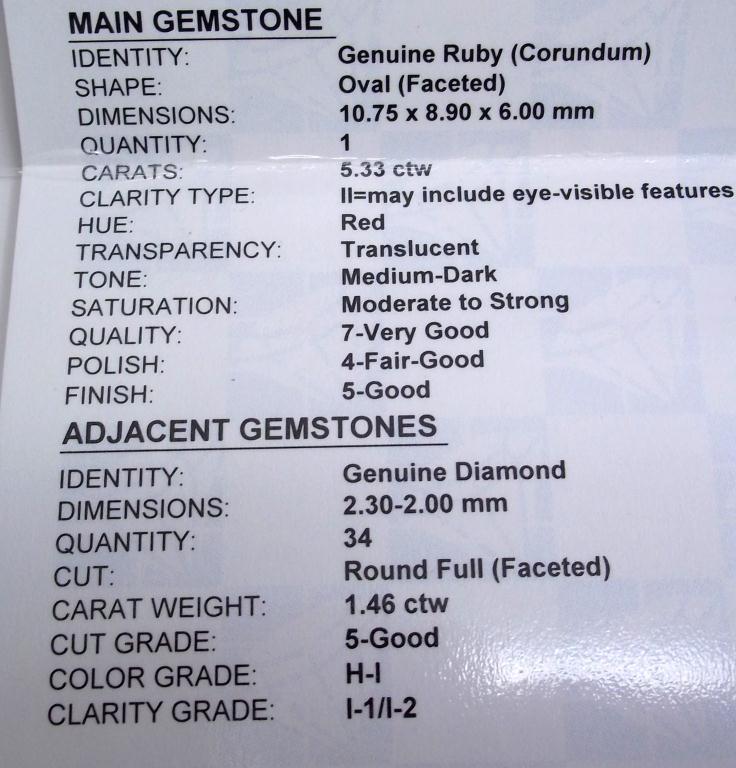 MAIN GEMSTONE
IDENTITY: Genuine Ruby (Corundum)
SHAPE: Oval (Faceted)
DIMENSIONS: 10.75 x 8.90 x 6.00 mm
QUANTITY: 1
CARATS: 5.33 ctw
CLARITY TYPE: II=may include eye-visible features
HUE: Red
TRANSPARENCY: Translucent
TONE: Medium-Dark
SATURATION: Moderate to Strong
QUALITY: 7-Very Good
POLISH: 4-Fair-Good
FINISH: 5-Good
ADJACENT GEMSTONES
IDENTITY: Genuine Diamond
DIMENSIONS: 2.30-2.00 mm
QUANTITY: 34
CUT: Round Full (Faceted)
CARAT WEIGHT: 1.46 ctw
CUT GRADE: 5-Good
COLOR GRADE: H-I
CLARITY GRADE: I-1/I-2